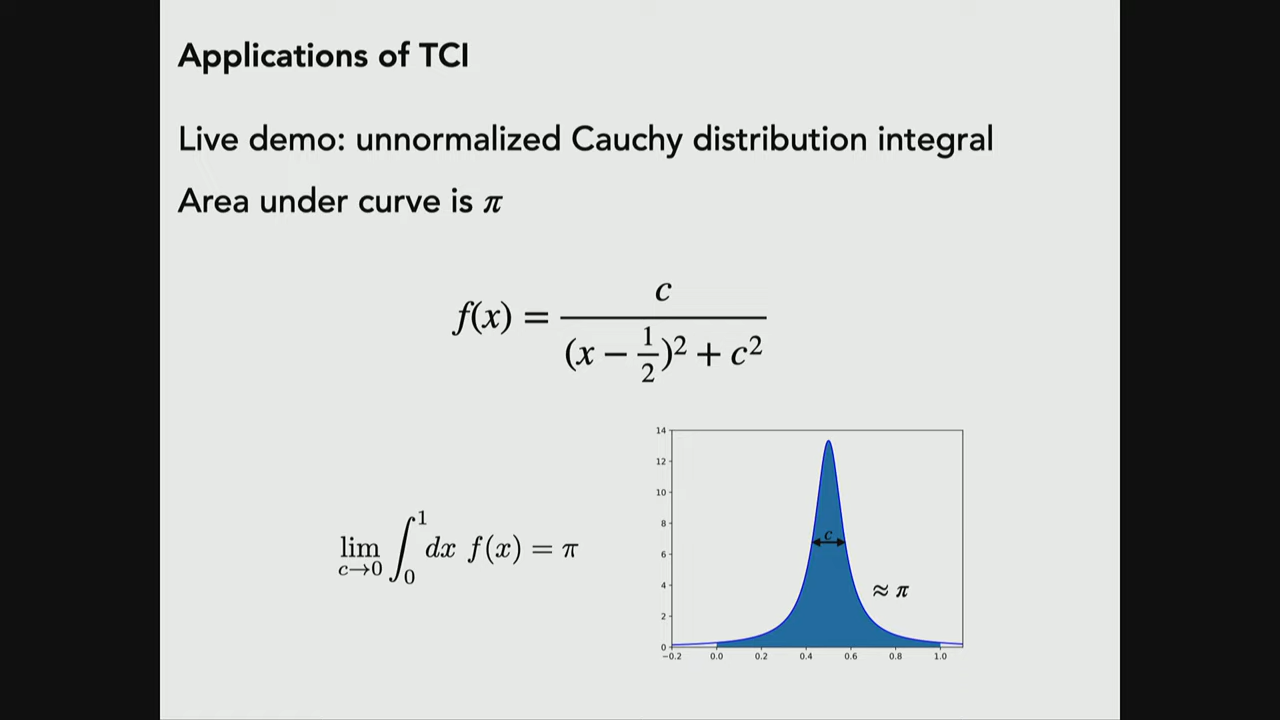 Applications of TCI
Live demo: unnormalized Cauchy distribution integral
Area under curve is π
f(x) = c / ((x − 1/2)² + c²)
lim c→0 ∫₀¹ dx f(x) = π
14
12
10
8
6
4
2
0
c
≈ π
−0.2 0.0 0.2 0.4 0.6 0.8 1.0